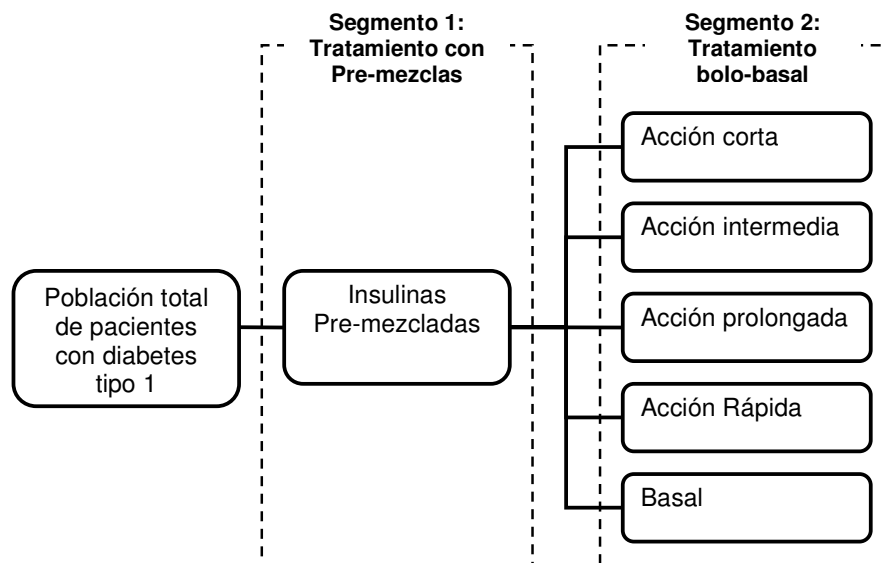 Segmento 1:
Tratamiento con
Pre-mezclas
Segmento 2:
Tratamiento
bolo-basal
Población total
de pacientes
con diabetes
tipo 1
Insulinas
Pre-mezcladas
Acción corta
Acción intermedia
Acción prolongada
Acción Rápida
Basal